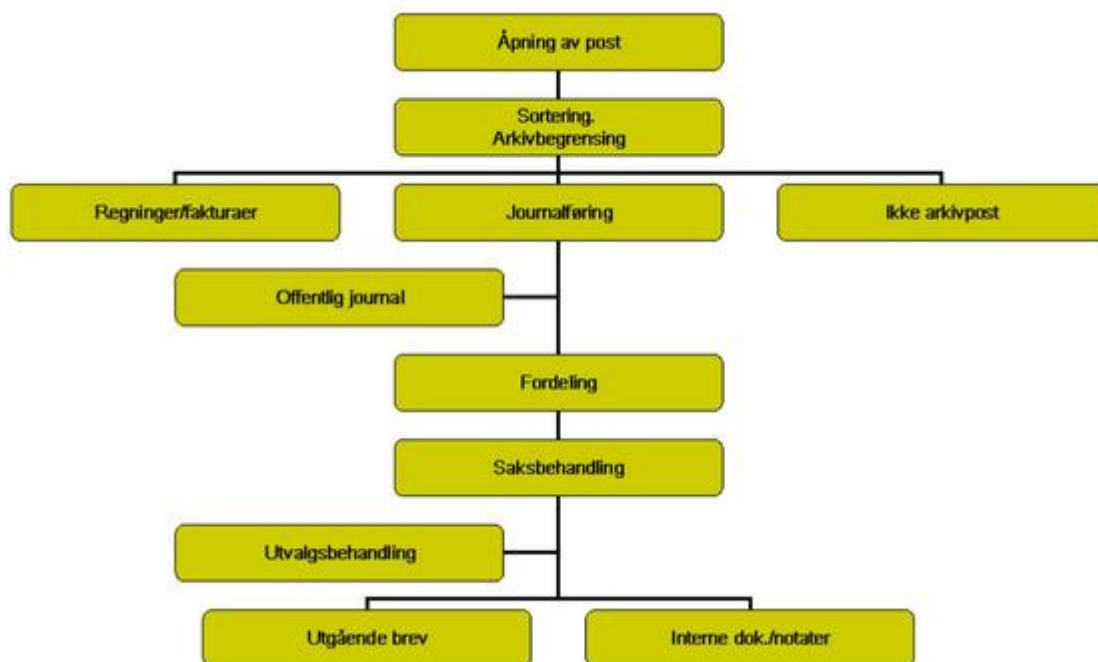 Åpning av post
Sortering.
Arkivbegrensing
Regninger/fakturaer
Journalføring
Ikke arkivpost
Offentlig journal
Fordeling
Saksbehandling
Utvalgsbehandling
Utgående brev
Interne dok./notater